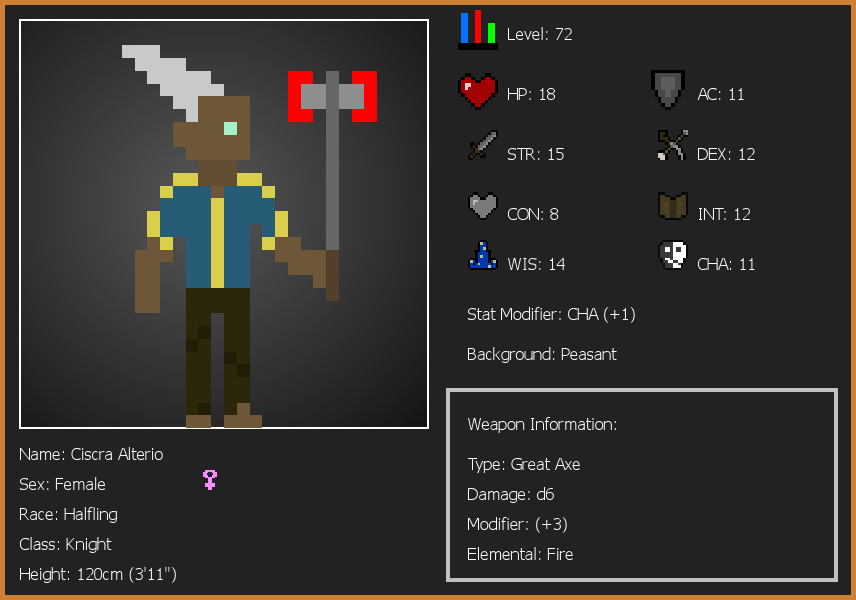 Level: 72
HP: 18
AC: 11
STR: 15
DEX: 12
CON: 8
INT: 12
WIS: 14
CHA: 11
Stat Modifier: CHA (+1)
Background: Peasant
Weapon Information:
Type: Great Axe
Damage: d6
Modifier: (+3)
Elemental: Fire
Name: Ciscra Alterio
Sex: Female
Race: Halfling
Class: Knight
Height: 120cm (3'11")